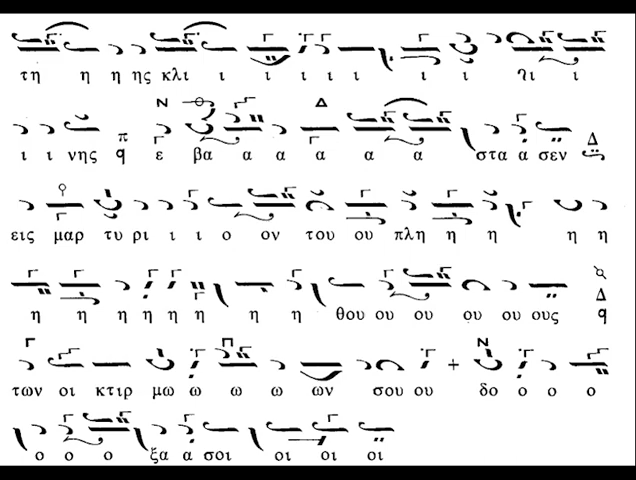 τη η η ης κλι ι ι ι ι ι ι ι ι ι
ι ι νης π q ε βα α α α α α στα α σεν Δ
εις μαρ τυ ρι ι ι ο ον του ου πλη η η η η
η η η η η η η η θου ου ου ου ου ους Δ q
των οι κτιρ μω ω ω ω ων σου ου + δο ο ο ο
ο ο ο ξα α σοι οι οι οι